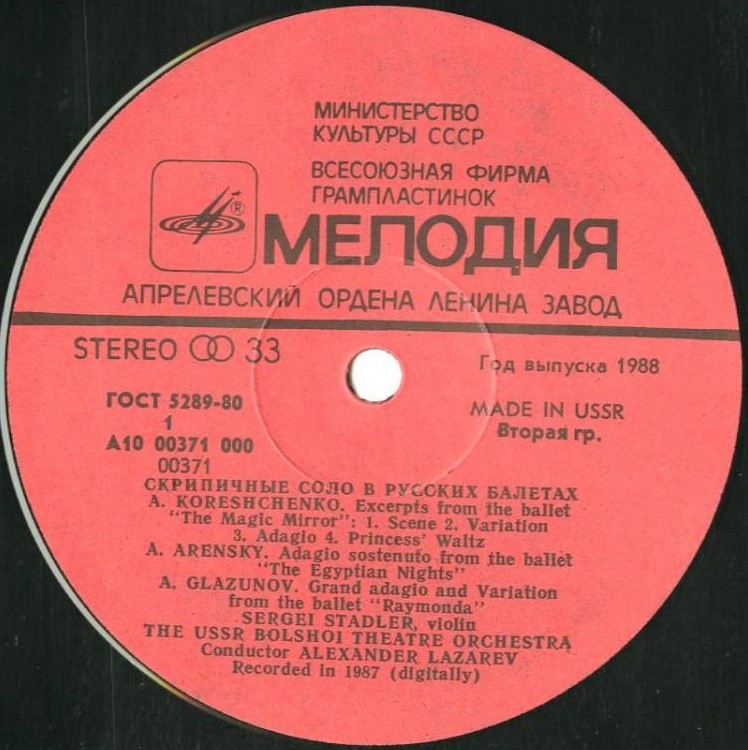 МИНИСТЕРСТВО
КУЛЬТУРЫ СССР
ВСЕСОЮЗНАЯ ФИРМА
ГРАМПЛАСТИНОК
®
МЕЛОДИЯ
АПРЕЛЕВСКИЙ ОРДЕНА ЛЕНИНА ЗАВОД
STEREO 33
Год выпуска 1988
ГОСТ 5289-80
MADE IN USSR
1
Вторая гр.
А10 00371 000
00371
СКРИПИЧНЫЕ СОЛО В РУССКИХ БАЛЕТАХ
A. KORESHCHENKO. Excerpts from the ballet
"The Magic Mirror": 1. Scene 2. Variation
3. Adagio 4. Princess' Waltz
A. ARENSKY. Adagio sostenuto from the ballet
"The Egyptian Nights"
A. GLAZUNOV. Grand adagio and Variation
from the ballet "Raymonda"
SERGEI STADLER, violin
THE USSR BOLSHOI THEATRE ORCHESTRA
Conductor ALEXANDER LAZAREV
Recorded in 1987 (digitally)